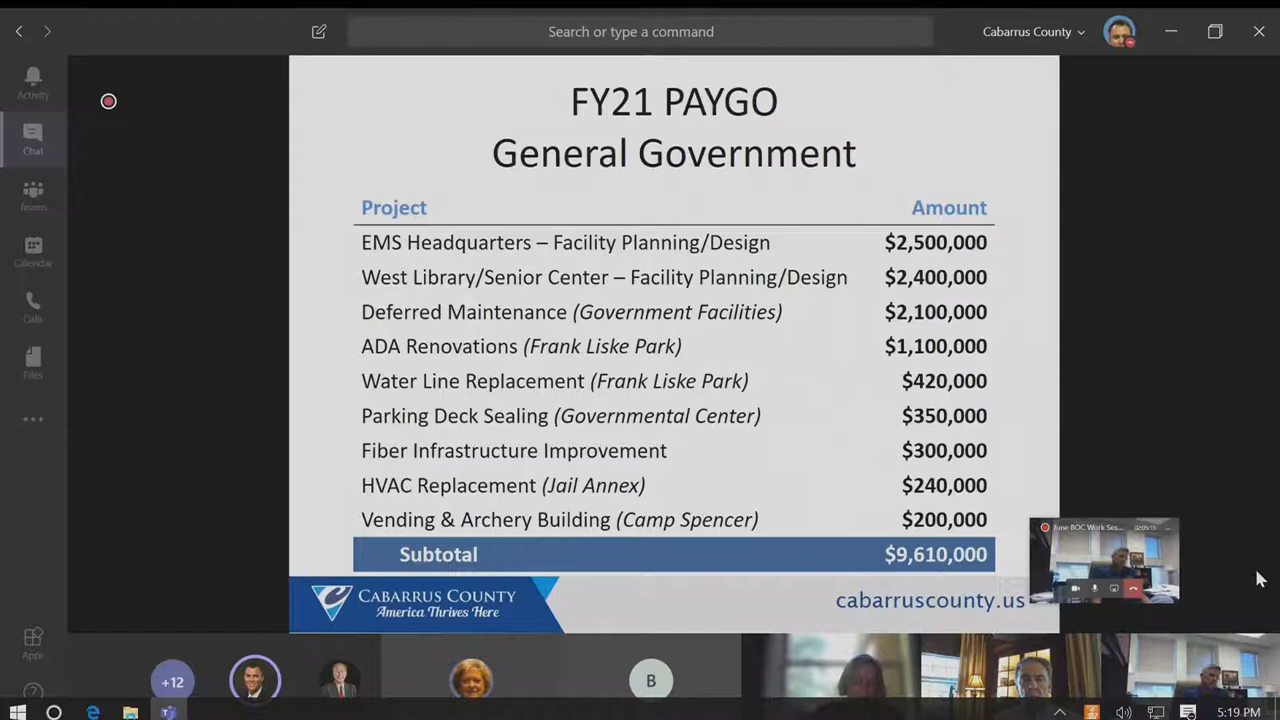 Search or type a command
Cabarrus County
Activity
Chat
Teams
Calendar
Calls
Files
Apps
FY21 PAYGO
General Government
Project Amount
EMS Headquarters – Facility Planning/Design $2,500,000
West Library/Senior Center – Facility Planning/Design $2,400,000
Deferred Maintenance (Government Facilities) $2,100,000
ADA Renovations (Frank Liske Park) $1,100,000
Water Line Replacement (Frank Liske Park) $420,000
Parking Deck Sealing (Governmental Center) $350,000
Fiber Infrastructure Improvement $300,000
HVAC Replacement (Jail Annex) $240,000
Vending & Archery Building (Camp Spencer) $200,000
Subtotal $9,610,000
CABARRUS COUNTY
America Thrives Here
cabarruscounty.us
June BOC Work Ses...
+12
B
5:19 PM